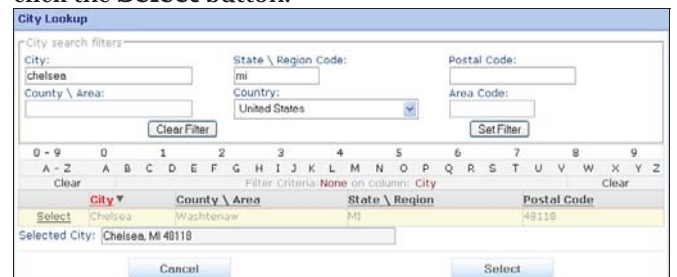 click the Select button.
City Lookup
City search filters
City: State \ Region Code: Postal Code:
chelsea mi
County \ Area: Country: Area Code:
United States
Clear Filter Set Filter
0 - 9 0 1 2 3 4 5 6 7 8 9
A - Z A B C D E F G H I J K L M N O P Q R S T U V W X Y Z
Clear Filter Criteria: None on column: City Clear
City County \ Area State \ Region Postal Code
Select Chelsea Washtenaw MI 48118
Selected City: Chelsea, MI 48118
Cancel Select